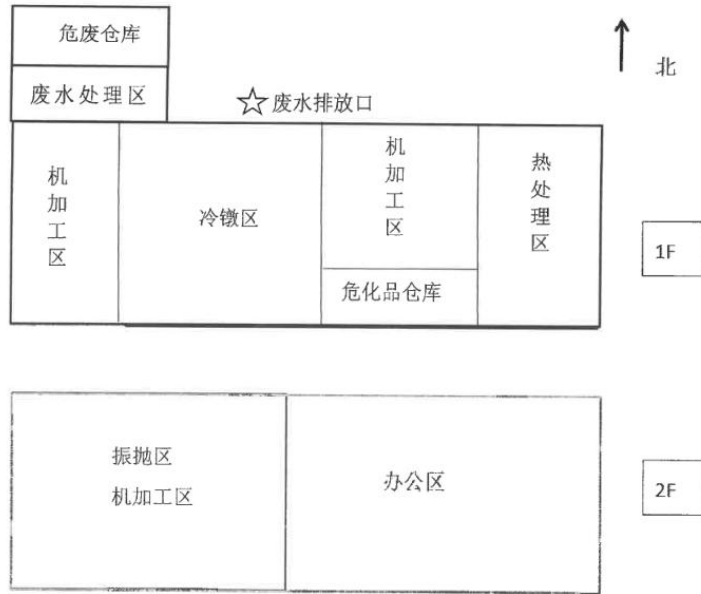 危废仓库
北
废水处理区
☆废水排放口
机加工区
冷镦区
机加工区
热处理区
1F
危化品仓库
振抛区
机加工区
办公区
2F